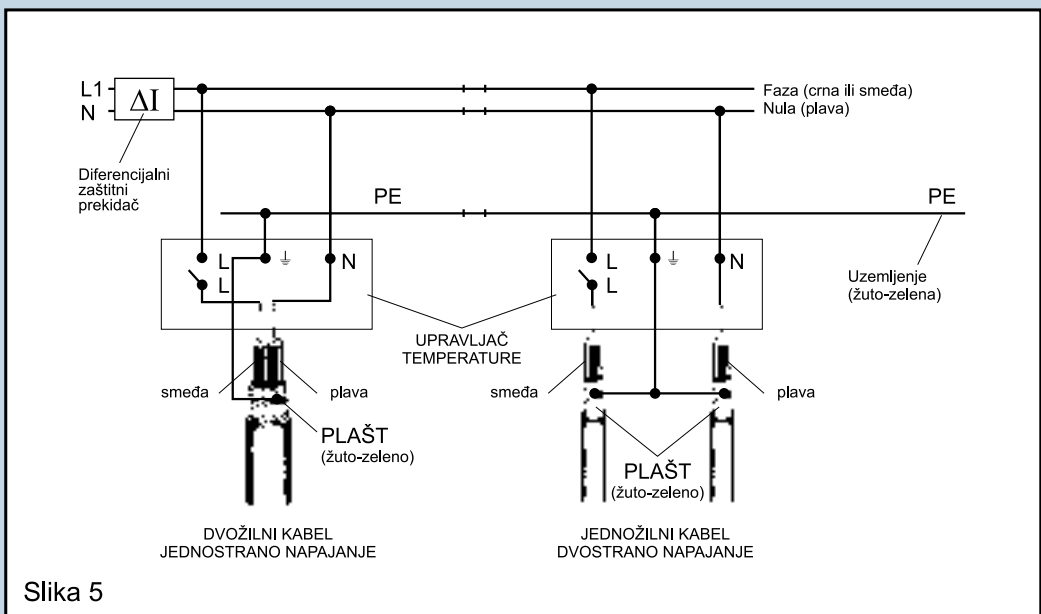 L1
N
ΔI
Faza (crna ili smeđa)
Nula (plava)
Diferencijalni
zaštitni
prekidač
PE
PE
L
L
N
L
L
N
Uzemljenje
(žuto-zelena)
UPRAVLJAČ
TEMPERATURE
smeđa
plava
smeđa
plava
PLAŠT
(žuto-zeleno)
PLAŠT
(žuto-zeleno)
DVOŽILNI KABEL
JEDNOSTRANO NAPAJANJE
JEDNOŽILNI KABEL
DVOSTRANO NAPAJANJE
Slika 5